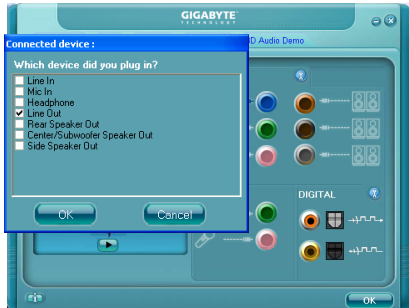 GIGABYTE
TECHNOLOGY
Connected device :
HD Audio Demo
Which device did you plug in?
Line In
Mic In
Headphone
Line Out
Rear Speaker Out
Center/Subwoofer Speaker Out
Side Speaker Out
OK
Cancel
DIGITAL
OK